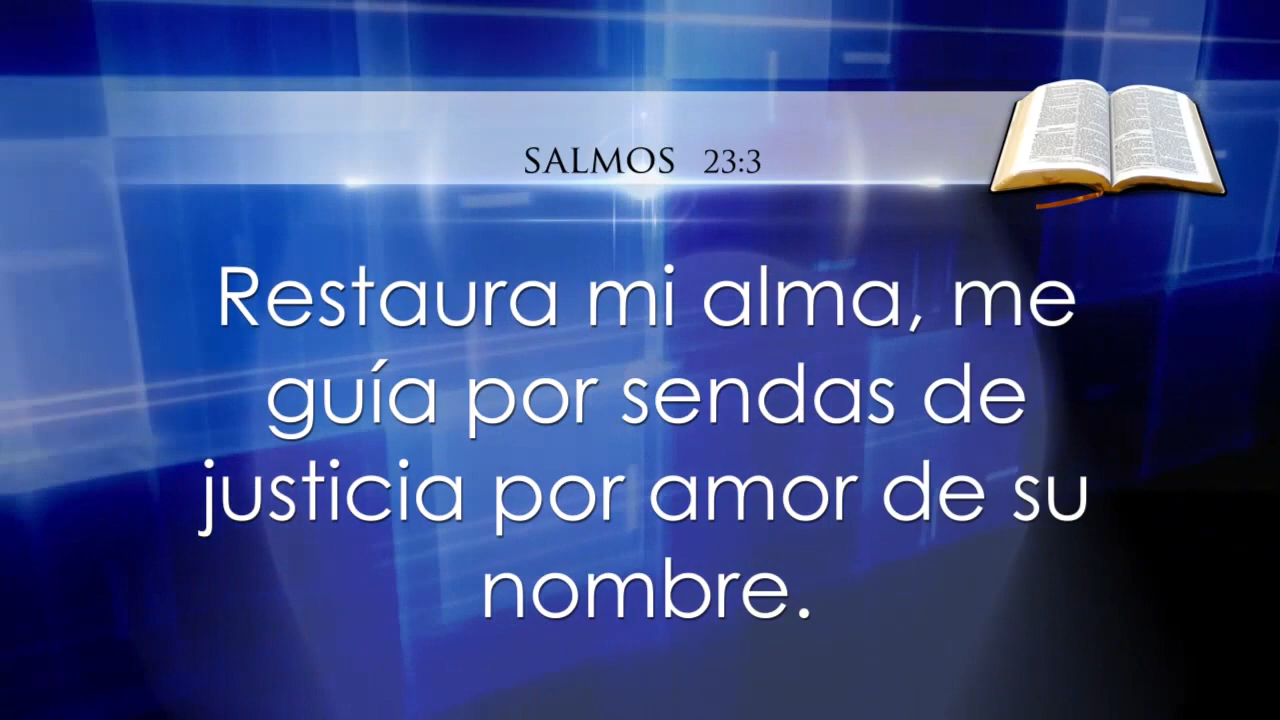 SALMOS 23:3
Restaura mi alma, me
guía por sendas de
justicia por amor de su
nombre.